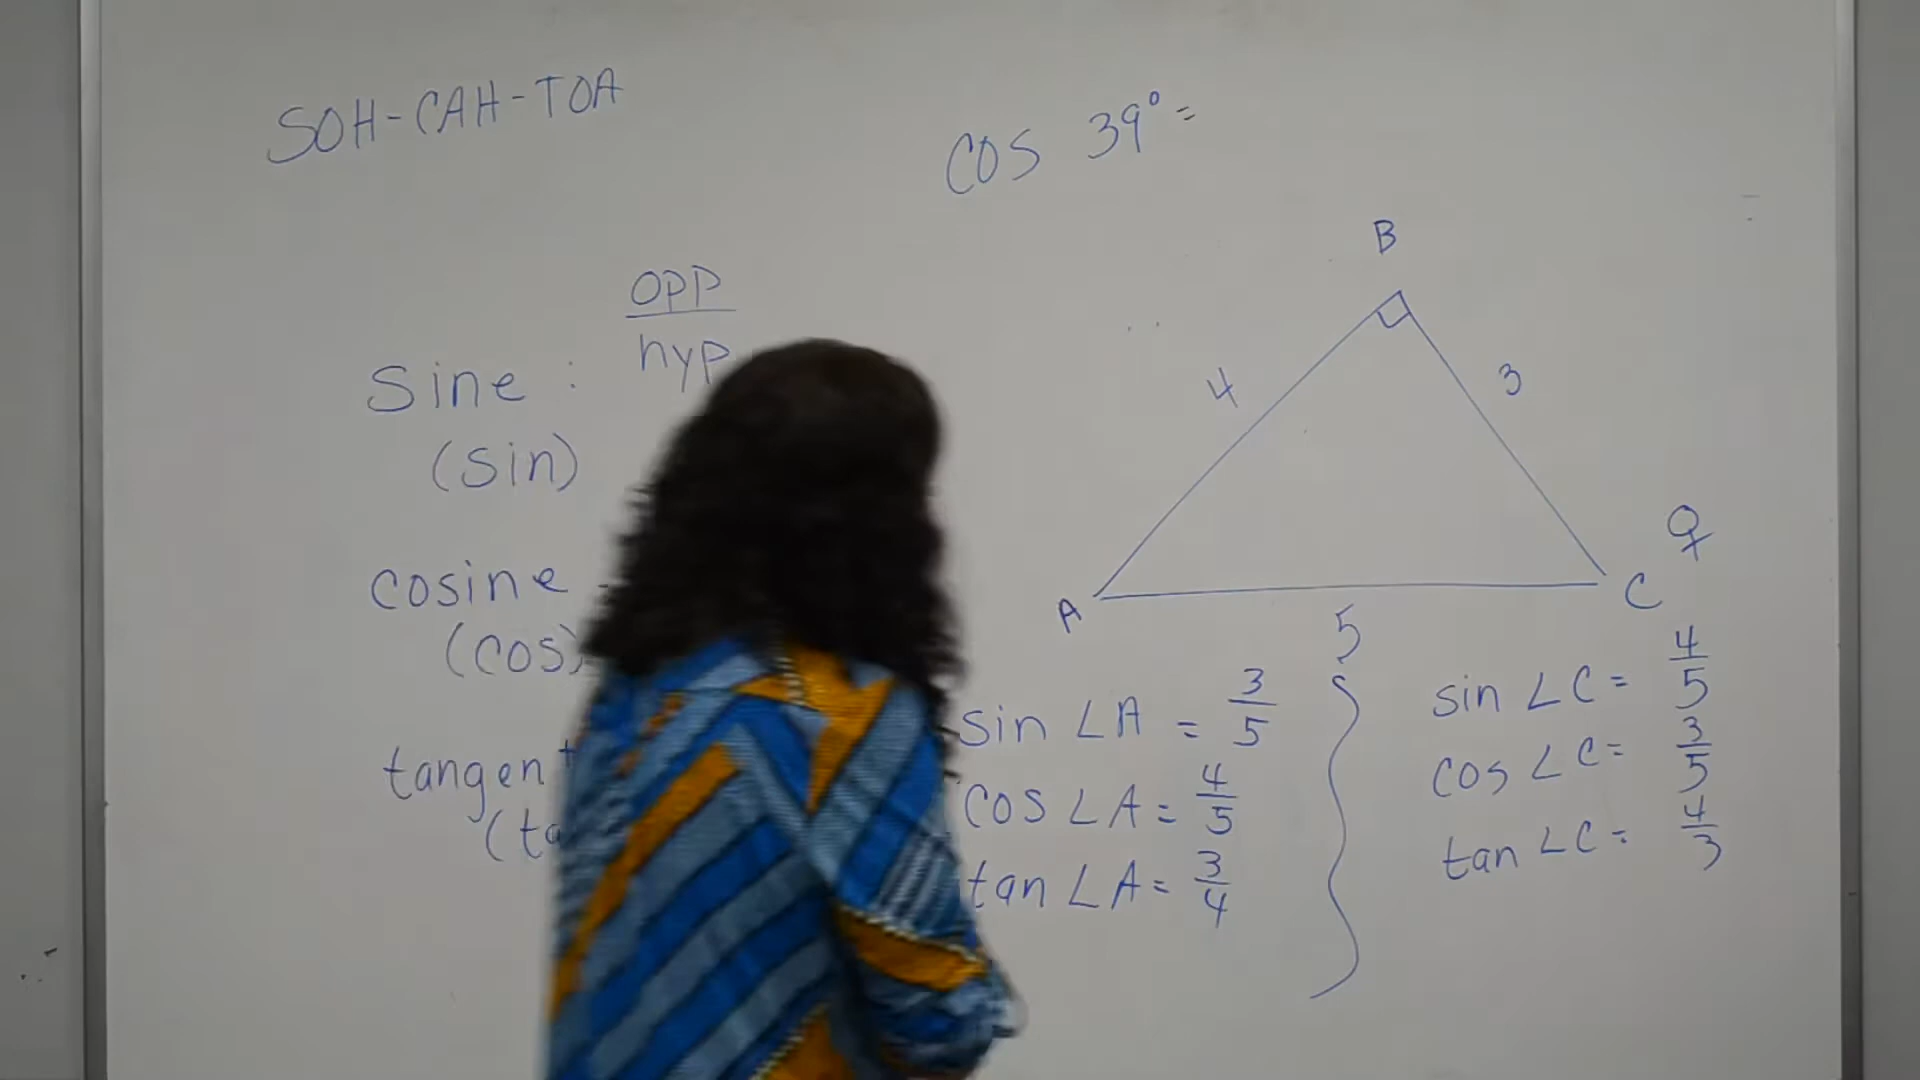 SOH-CAH-TOA
cos 39° =
opp
hyp
Sine :
(sin)
cosine
(cos)
tangent
B
4
3
A
C
5
sin ∠A = 3/5
cos ∠A = 4/5
tan ∠A = 3/4
sin ∠C = 4/5
cos ∠C = 3/5
tan ∠C = 4/3